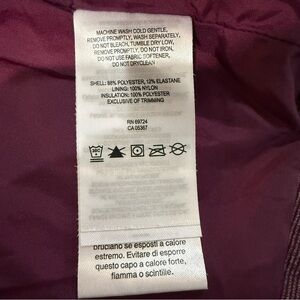 MACHINE WASH COLD GENTLE,
REMOVE PROMPTLY, WASH SEPARATELY,
DO NOT BLEACH, TUMBLE DRY LOW,
REMOVE PROMPTLY, DO NOT IRON,
DO NOT USE FABRIC SOFTENER,
DO NOT DRYCLEAN
SHELL: 88% POLYESTER, 12% ELASTANE
LINING: 100% NYLON
INSULATION: 100% POLYESTER
EXCLUSIVE OF TRIMMING
RN 69724
CA 05367
bruciano se esposti a calore
estremo. Evitare di esporre
questo capo a calore forte,
fiamma o scintille.